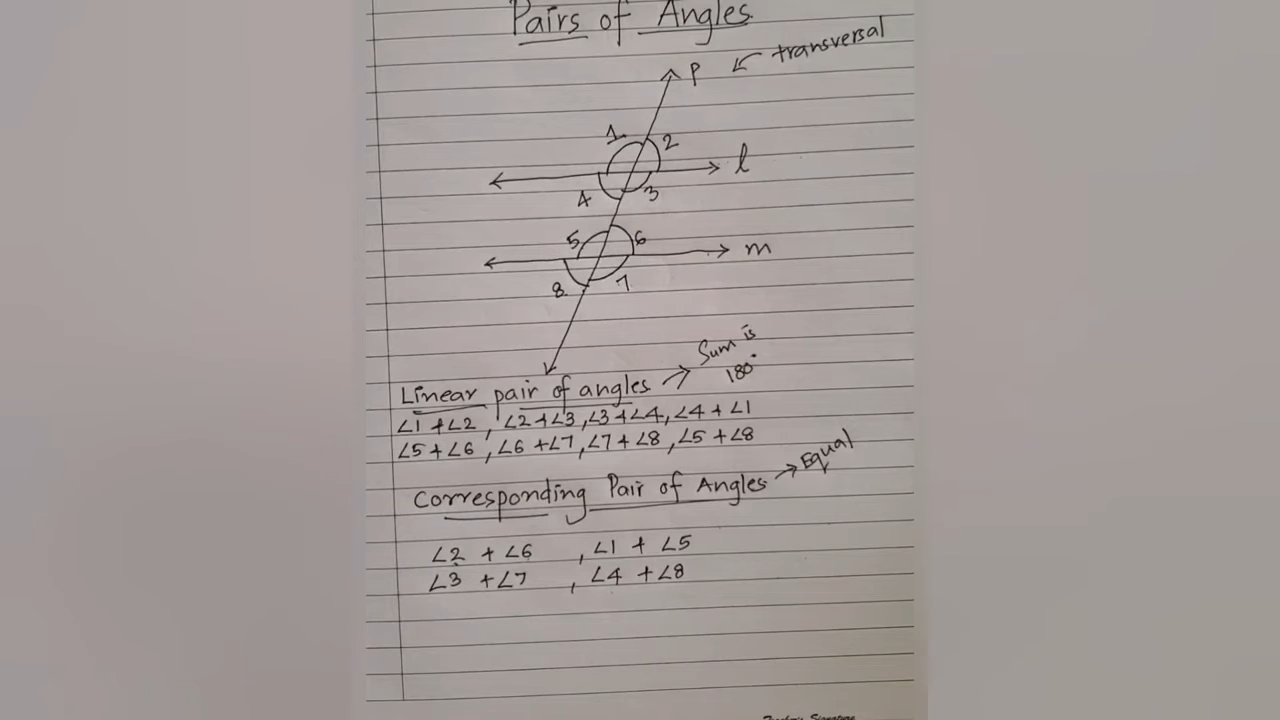 Pairs of Angles
transversal
P
1
2
l
4
3
5
6
m
8
7
Sum is
180°
Linear pair of angles →
∠1 + ∠2 , ∠2 + ∠3 , ∠3 + ∠4, ∠4 + ∠1
∠5 + ∠6 , ∠6 + ∠7 , ∠7 + ∠8 , ∠5 + ∠8
Corresponding Pair of Angles → Equal
∠2 + ∠6 , ∠1 + ∠5
∠3 + ∠7 , ∠4 + ∠8